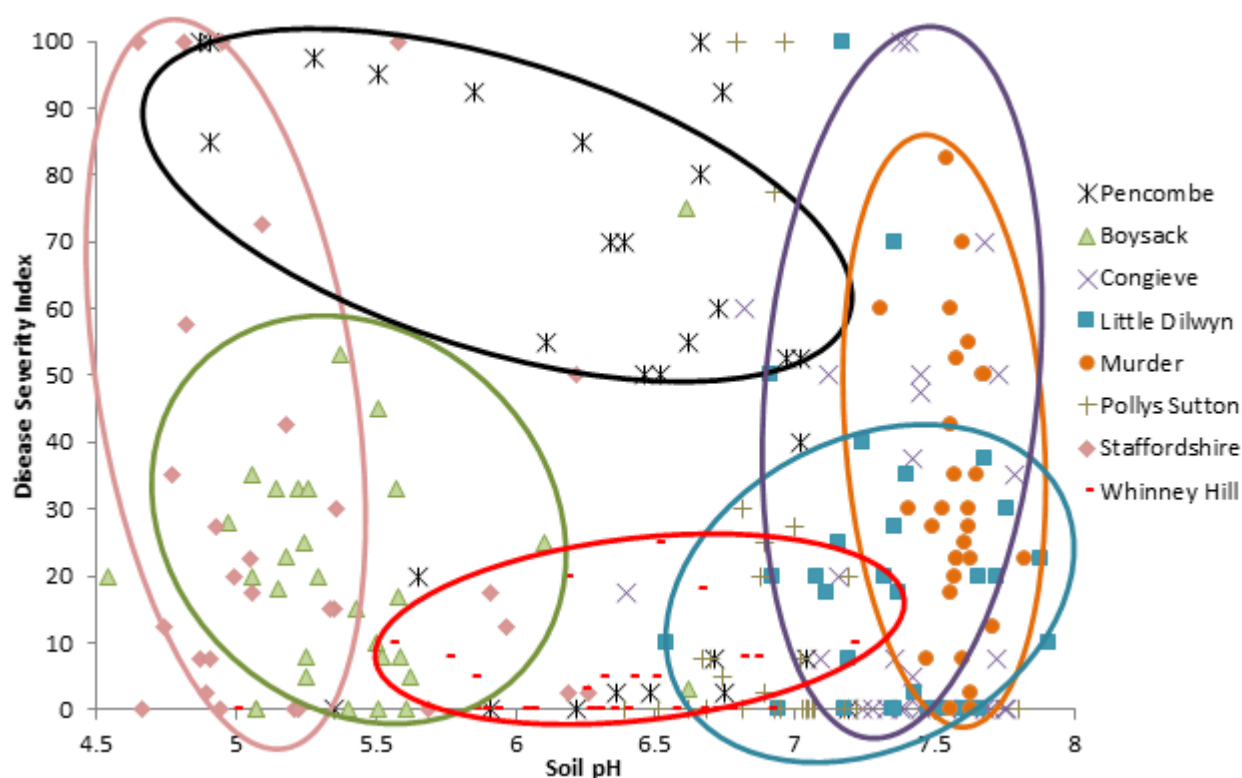 100
90
80
70
60
50
40
30
20
10
0
Disease Severity Index
4.5 5 5.5 6 6.5 7 7.5 8
Soil pH
Pencombe
Boysack
Congieve
Little Dilwyn
Murder
Pollys Sutton
Staffordshire
Whinney Hill